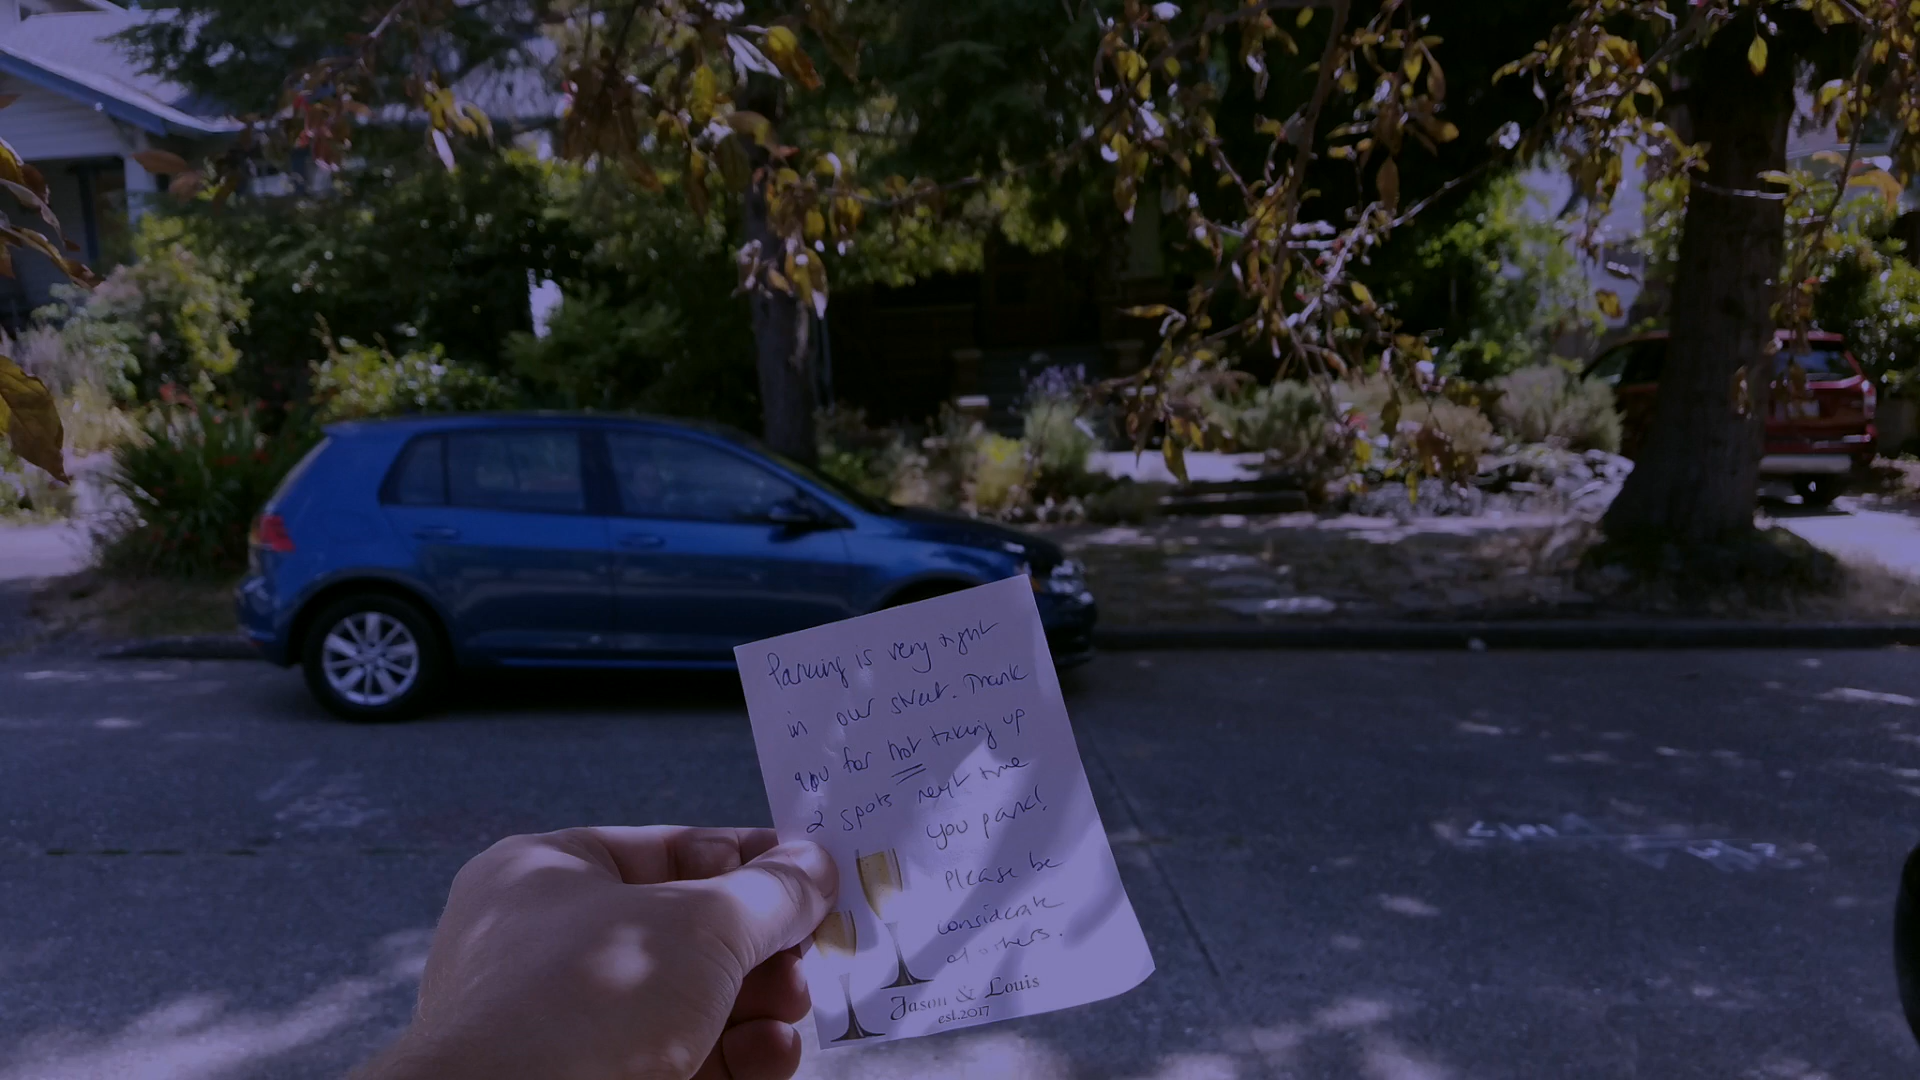 Parking is very tight
in our street. Thank
you for not taking up
2 spots next time
you park!
Please be
considerate
of others.
Jason & Louis
est.2017